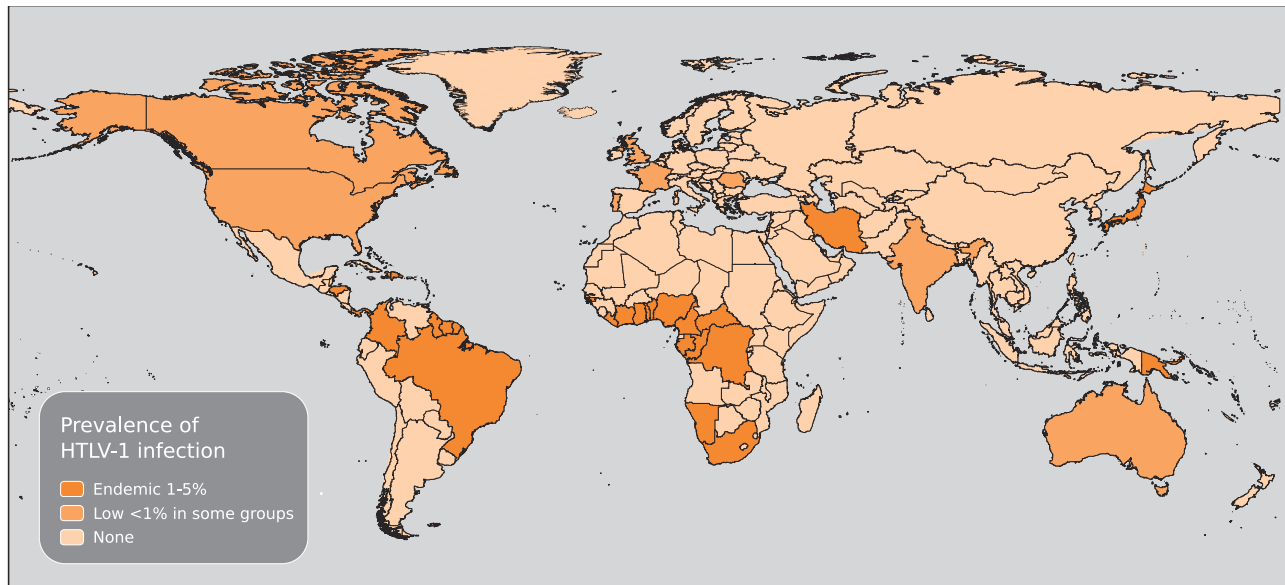 Prevalence of
HTLV-1 infection
Endemic 1-5%
Low <1% in some groups
None